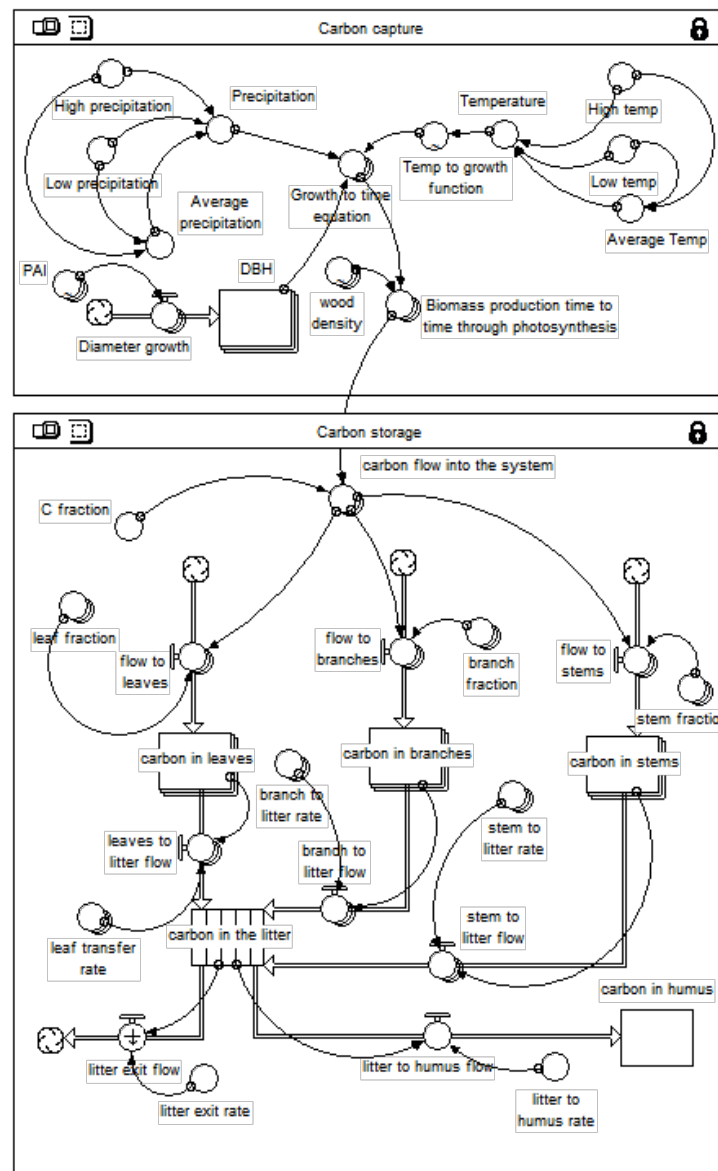 Carbon capture
High precipitation
Precipitation
Temperature
High temp
Low precipitation
Growth to time
equation
Temp to growth
function
Low temp
Average
precipitation
Average Temp
PAI
DBH
wood
density
Biomass production time to
time through photosynthesis
Diameter growth
Carbon storage
carbon flow into the system
C fraction
leaf fraction
flow to
leaves
flow to
branches
branch
fraction
flow to
stems
stem fraction
carbon in leaves
carbon in branches
carbon in stems
branch to
litter rate
stem to
litter rate
leaves to
litter flow
branch to
litter flow
leaf transfer
rate
carbon in the litter
stem to
litter flow
carbon in humus
litter exit flow
litter to humus flow
litter exit rate
litter to
humus rate